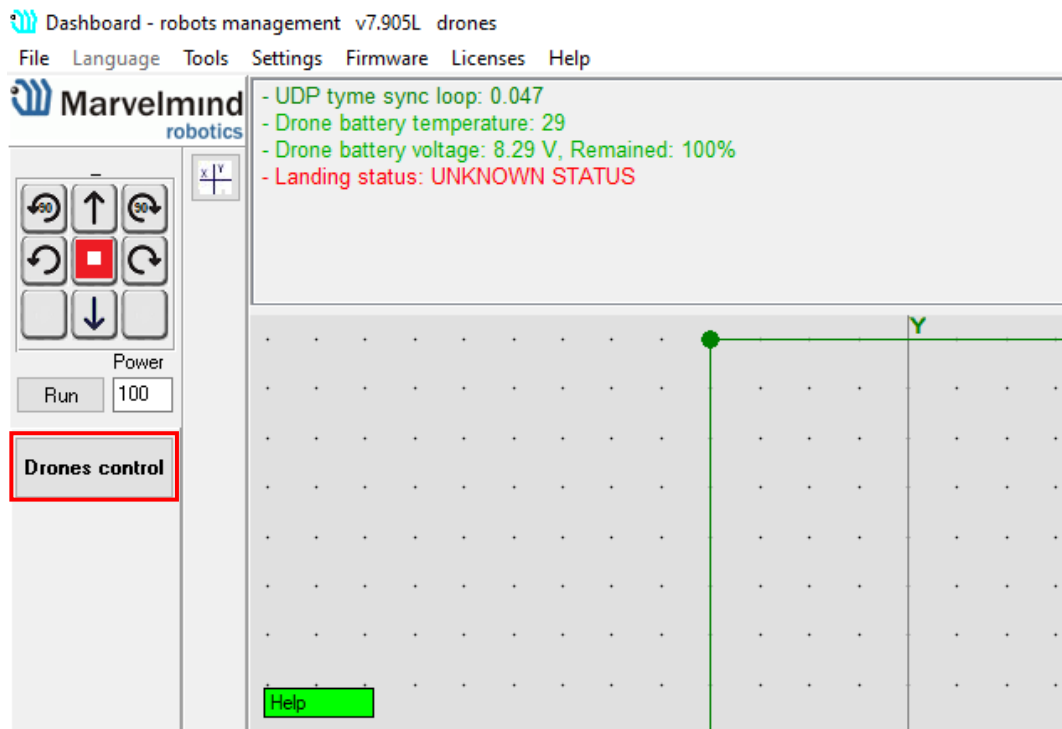 Dashboard - robots management v7.905L drones
File Language Tools Settings Firmware Licenses Help
Marvelmind
robotics
- UDP tyme sync loop: 0.047
- Drone battery temperature: 29
- Drone battery voltage: 8.29 V, Remained: 100%
- Landing status: UNKNOWN STATUS
X Y
90 90
Power
Run 100
Drones control
Y
Help